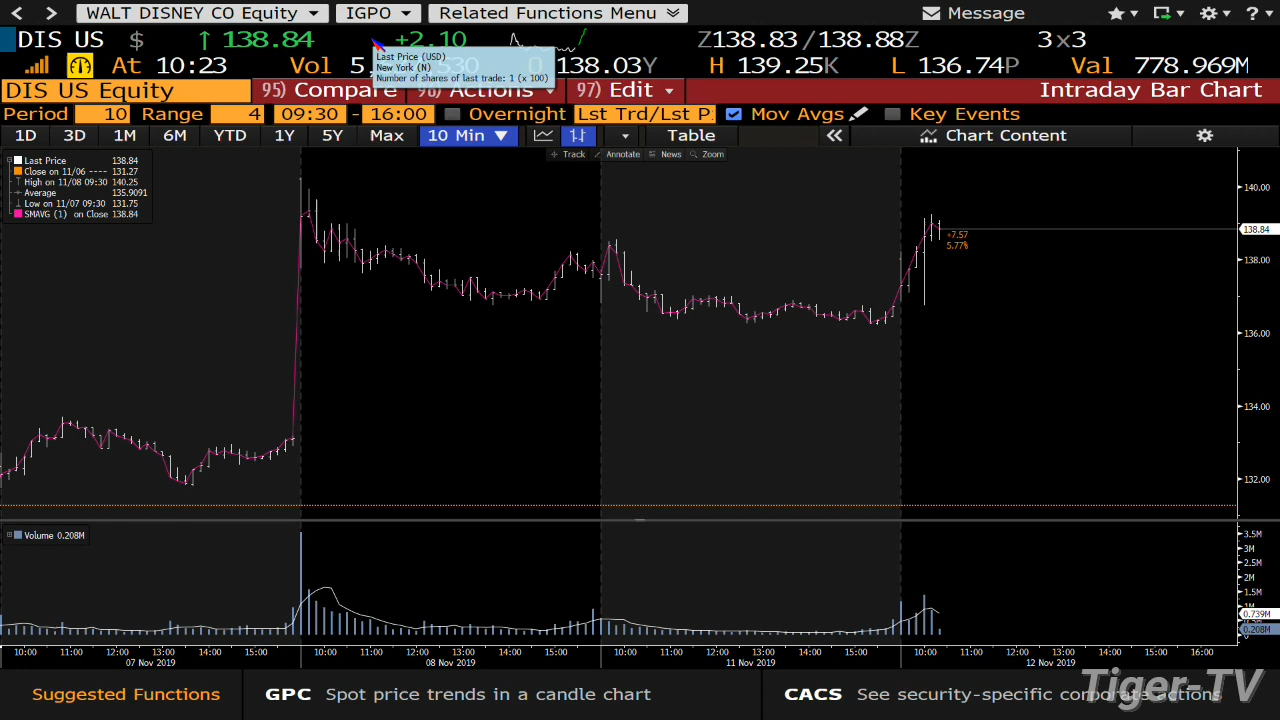 WALT DISNEY CO Equity IGPO Related Functions Menu Message ?
DIS US $ ↑ 138.84 +2.10 Z138.83/138.88Z 3x3
At 10:23 Vol 5, 530 O 138.03Y H 139.25K L 136.74P Val 778.969M
Last Price (USD)
New York (N)
Number of shares of last trade: 1 (x 100)
DIS US Equity 95) Compare Actions 97) Edit Intraday Bar Chart
Period 10 Range 4 09:30 - 16:00 Overnight Lst Trd/Lst P Mov Avgs Key Events
1D 3D 1M 6M YTD 1Y 5Y Max 10 Min ▼ Table « Chart Content
Track Annotate News Zoom
Last Price 138.84
Close on 11/06 ---- 131.27
High on 11/08 09:30 140.25
Average 135.9091
Low on 11/07 09:30 131.75
SMAVG (1) on Close 138.84
140.00
138.84
+7.57
5.77%
138.00
136.00
134.00
132.00
Volume 0.208M
3.5M
3M
2.5M
2M
1.5M
1M
0.739M
0.208M
10:00 11:00 12:00 13:00 14:00 15:00 10:00 11:00 12:00 13:00 14:00 15:00 10:00 11:00 12:00 13:00 14:00 15:00 10:00 11:00 12:00 13:00 14:00 15:00 16:00
07 Nov 2019 08 Nov 2019 11 Nov 2019 12 Nov 2019
Suggested Functions GPC Spot price trends in a candle chart CACS See security-specific corporate actions
Tiger-TV